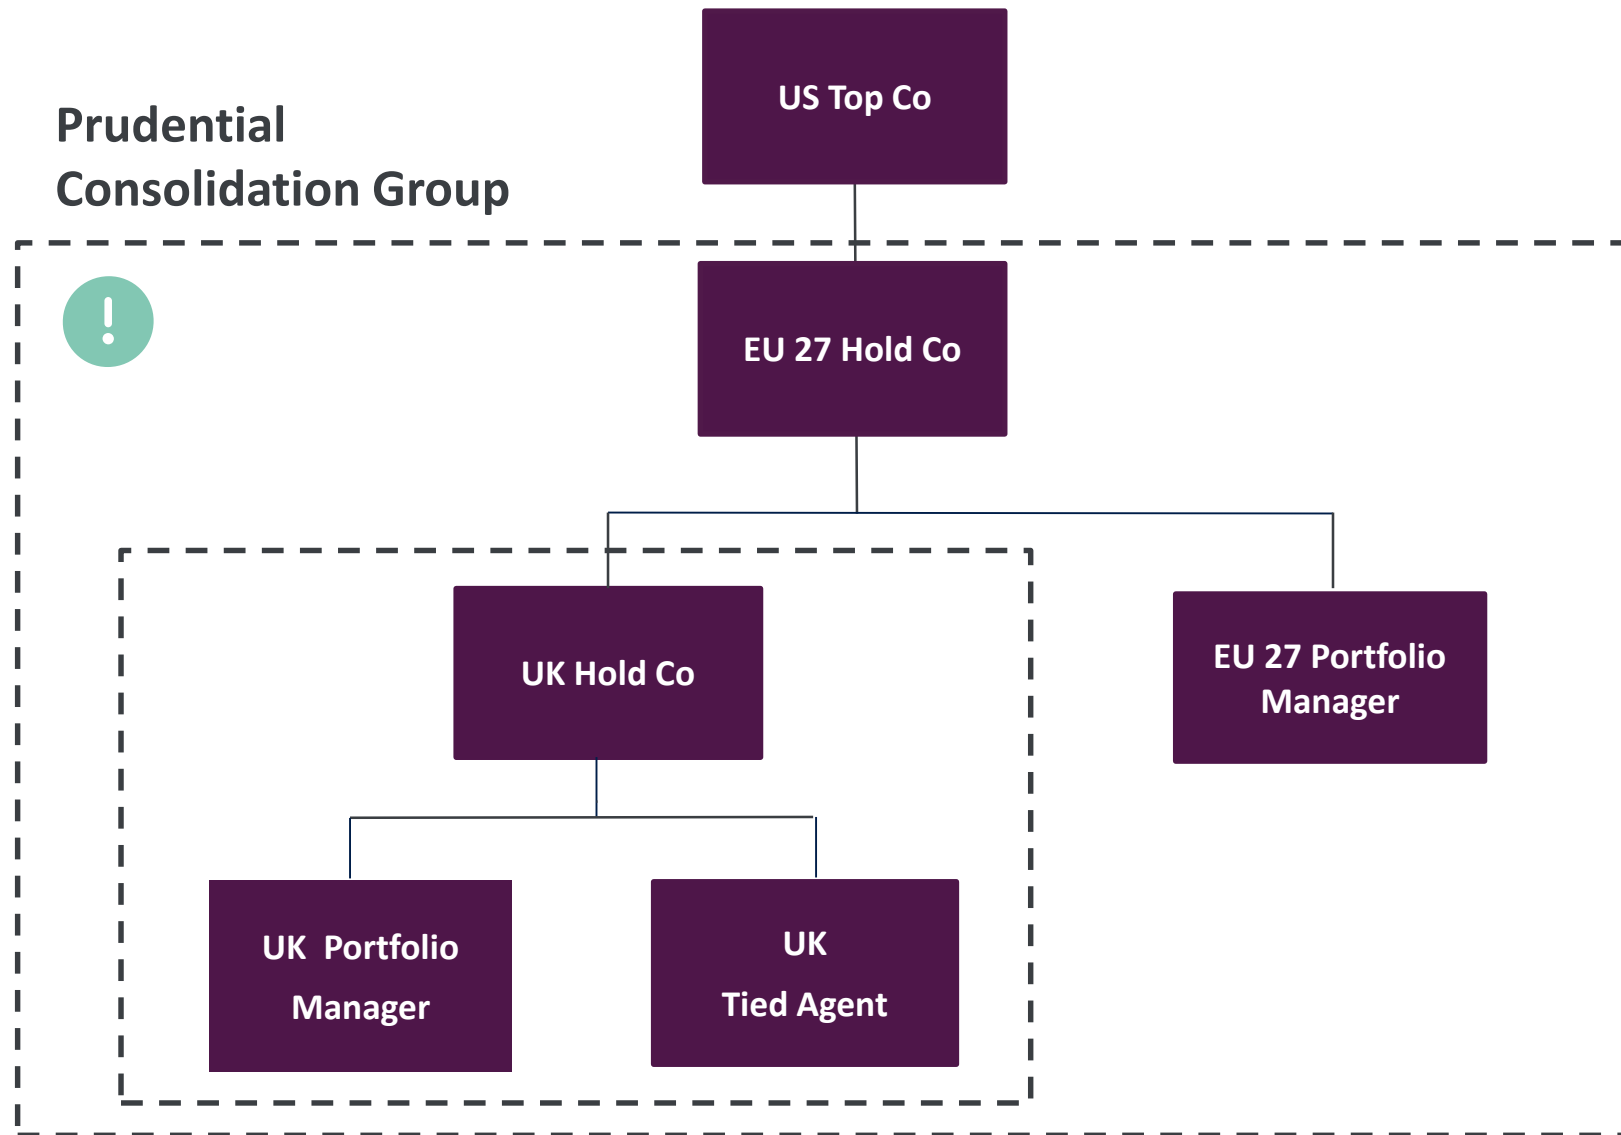 US Top Co
Prudential
Consolidation Group
!
EU 27 Hold Co
UK Hold Co
EU 27 Portfolio
Manager
UK Portfolio
Manager
UK
Tied Agent